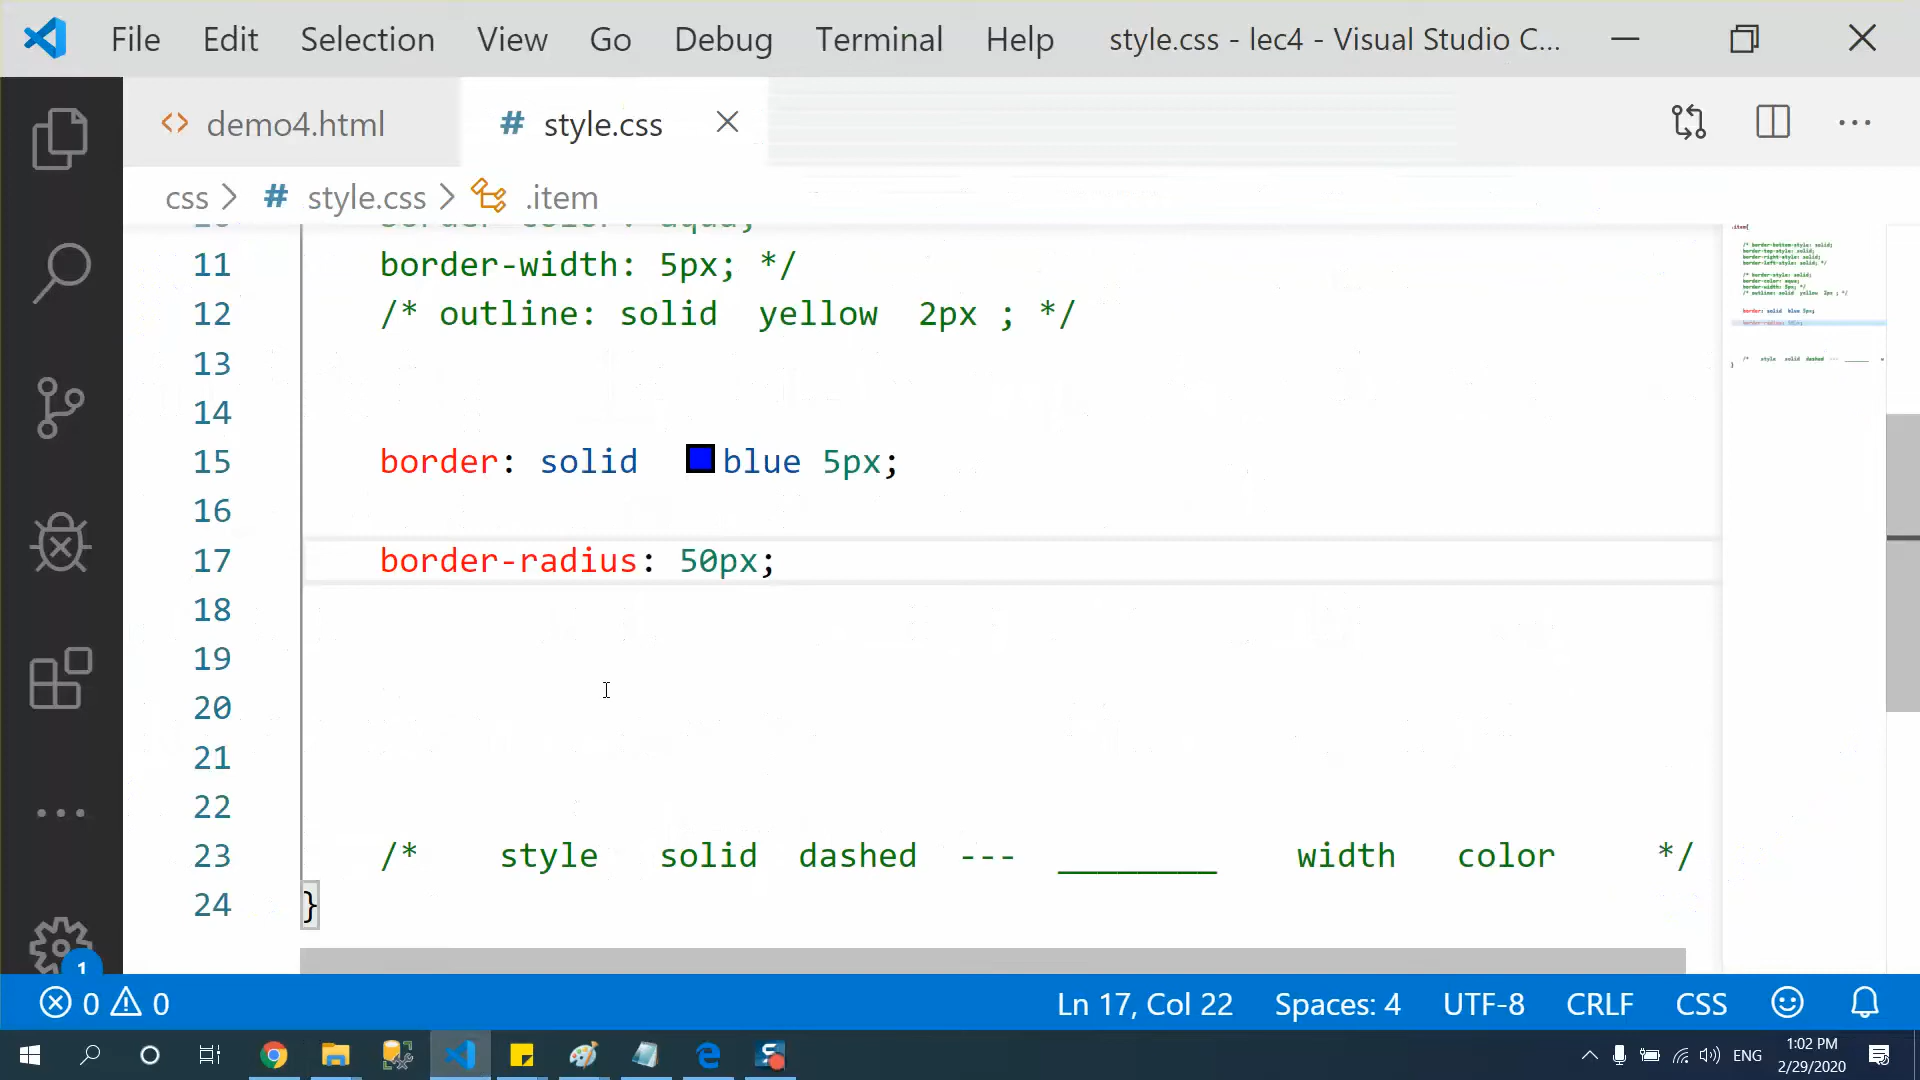 File Edit Selection View Go Debug Terminal Help style.css - lec4 - Visual Studio C...
demo4.html # style.css
css > # style.css > .item
11 border-width: 5px; */
12 /* outline: solid  yellow  2px ; */
13
14
15 border: solid  blue 5px;
16
17 border-radius: 50px;
18
19
20
21
22
23 /*    style   solid  dashed  ---  ________    width   color     */
24 }
1
0 0 Ln 17, Col 22 Spaces: 4 UTF-8 CRLF CSS
ENG 1:02 PM
2/29/2020